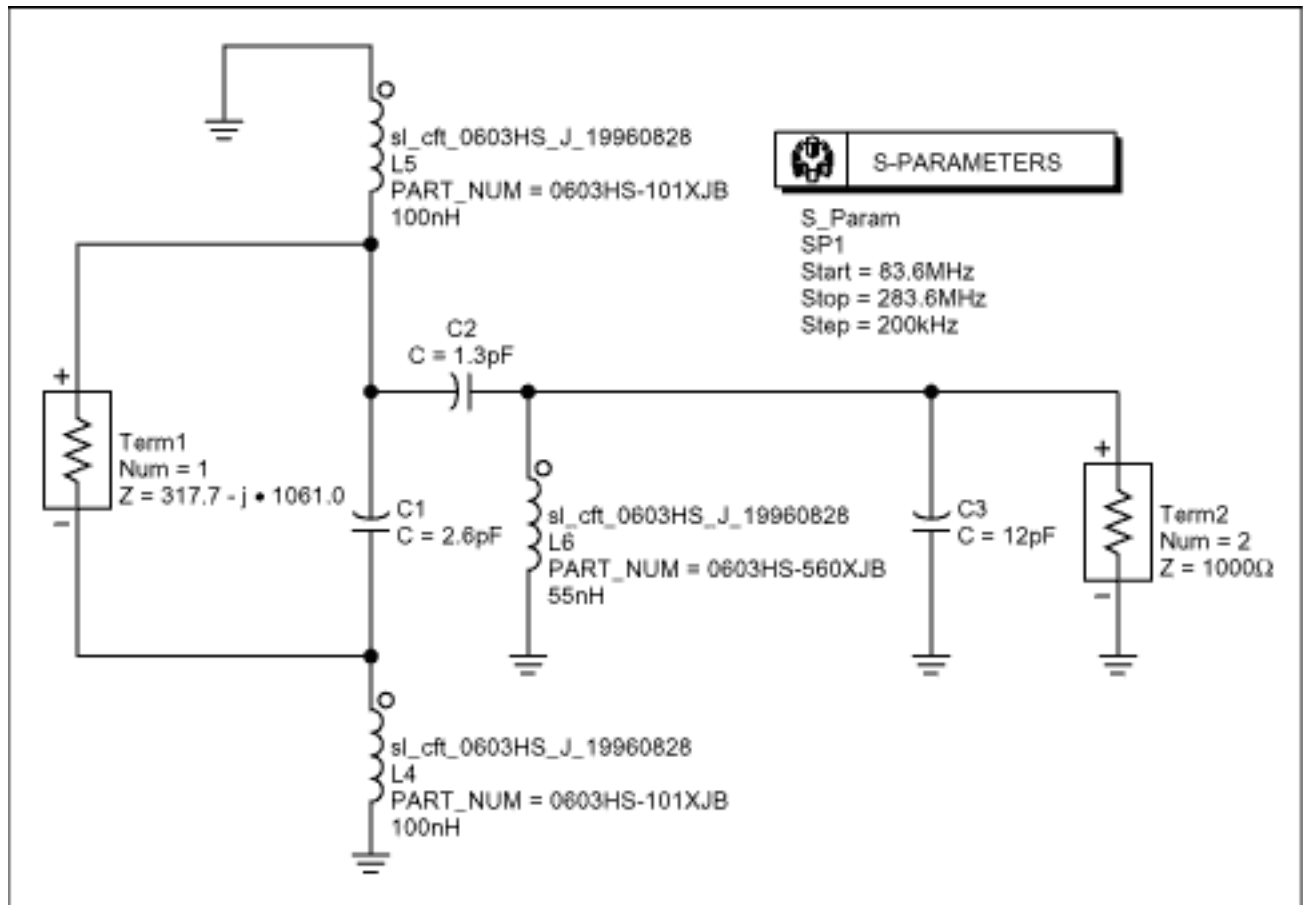 sl_cft_0603HS_J_19960828
L5
PART_NUM = 0603HS-101XJB
100nH
S-PARAMETERS
S_Param
SP1
Start = 83.6MHz
Stop = 283.6MHz
Step = 200kHz
C2
C = 1.3pF
+
Term1
Num = 1
Z = 317.7 - j • 1061.0
−
C1
C = 2.6pF
sl_cft_0603HS_J_19960828
L6
PART_NUM = 0603HS-560XJB
55nH
C3
C = 12pF
+
Term2
Num = 2
Z = 1000Ω
−
sl_cft_0603HS_J_19960828
L4
PART_NUM = 0603HS-101XJB
100nH